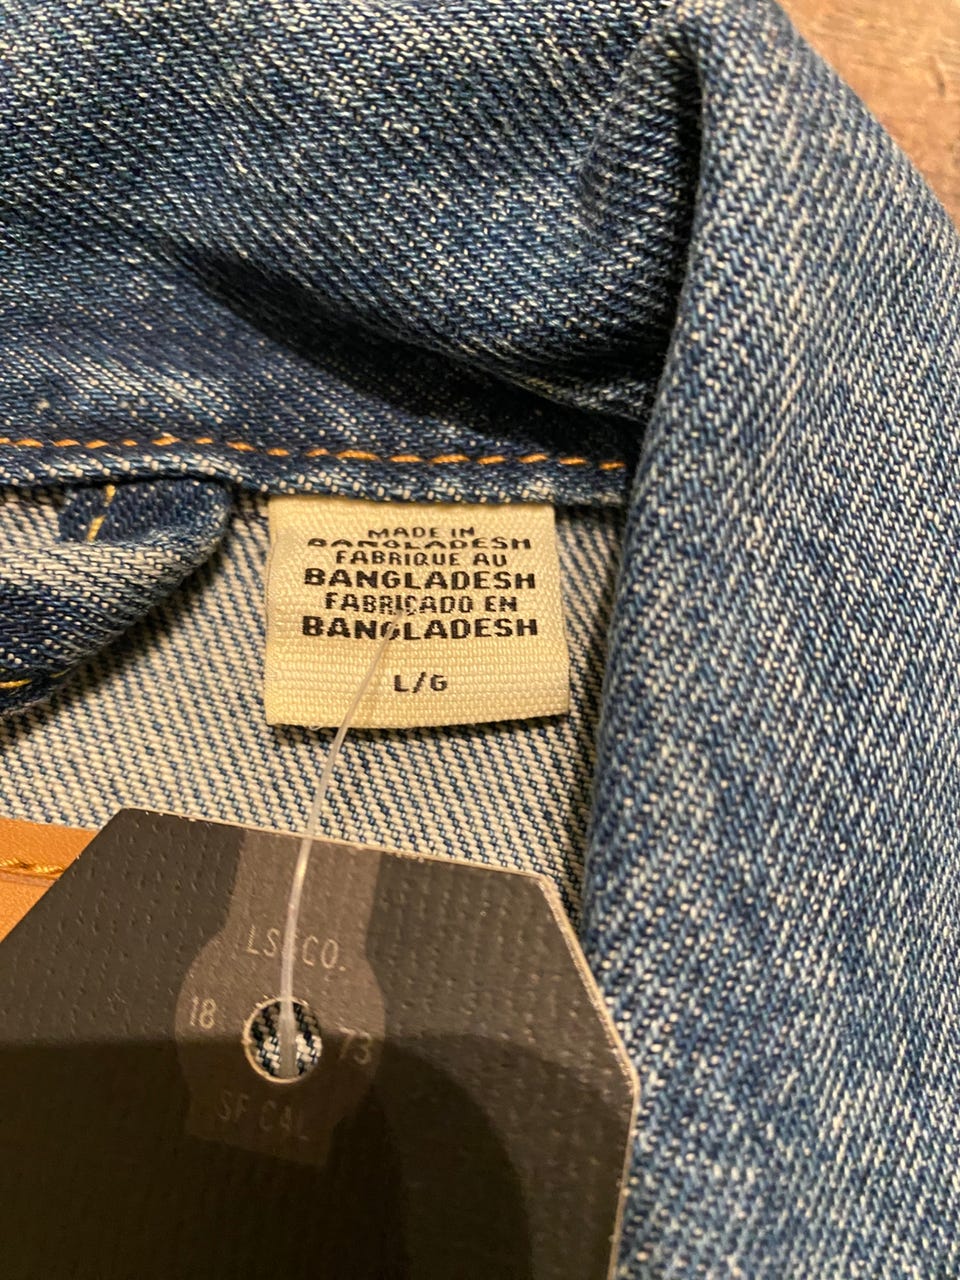 MADE IN
BANGLADESH
FABRIQUE AU
BANGLADESH
FABRICADO EN
BANGLADESH
L/G
LS&CO.
18 73
SF CAL